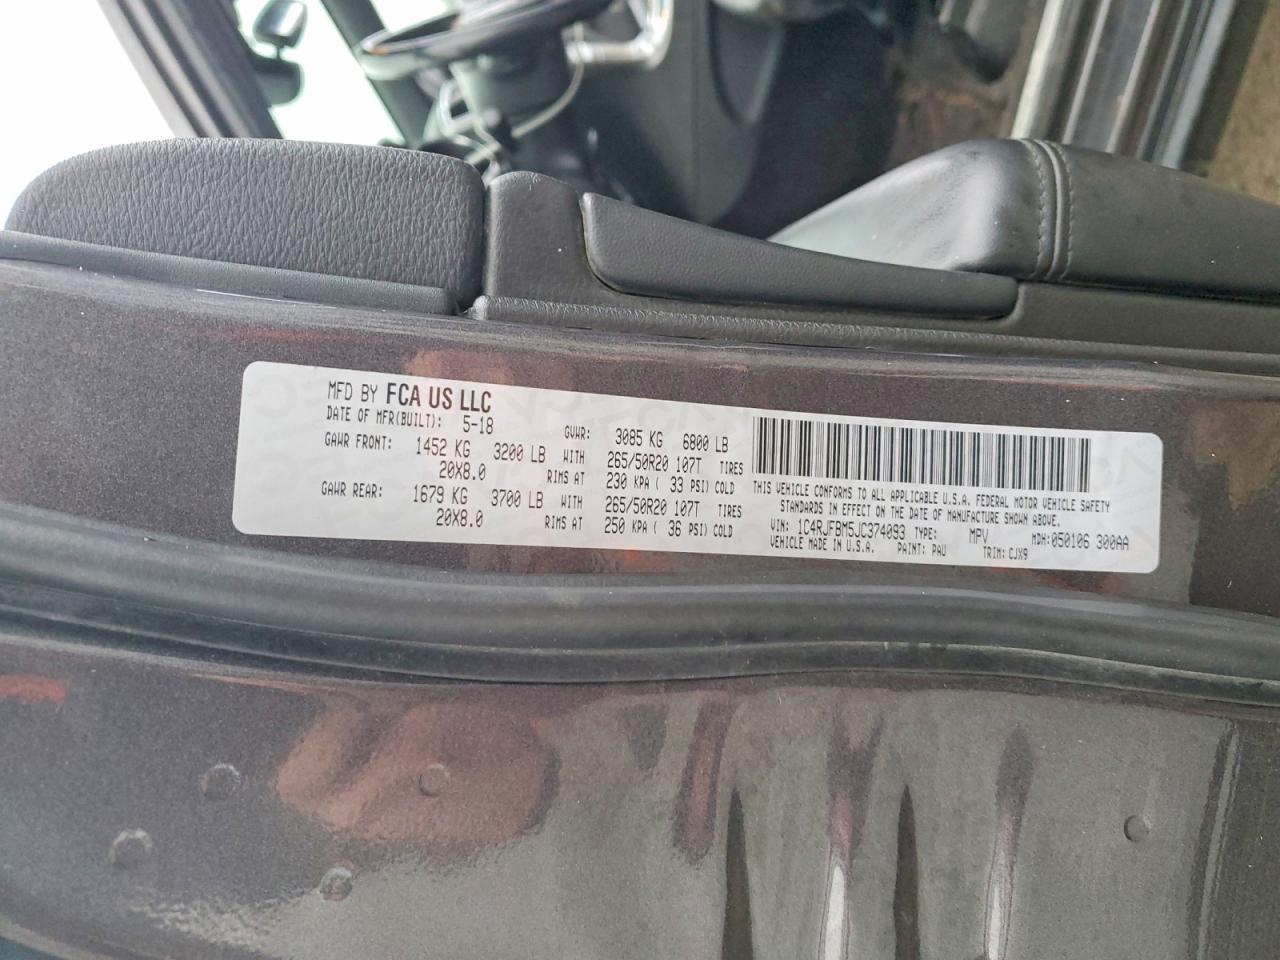 MFD BY FCA US LLC
DATE OF MFR(BUILT): 5-18 GVWR: 3085 KG 6800 LB
GAWR FRONT: 1452 KG 3200 LB WITH 265/50R20 107T TIRES
20X8.0 RIMS AT 230 KPA ( 33 PSI) COLD
GAWR REAR: 1679 KG 3700 LB WITH 265/50R20 107T TIRES
20X8.0 RIMS AT 250 KPA ( 36 PSI) COLD
THIS VEHICLE CONFORMS TO ALL APPLICABLE U.S.A. FEDERAL MOTOR VEHICLE SAFETY
STANDARDS IN EFFECT ON THE DATE OF MANUFACTURE SHOWN ABOVE.
VIN: 1C4RJFBM5JC374093 TYPE: MPV MDH:050106 300AA
VEHICLE MADE IN U.S.A. PAINT: PAU TRIM: CJX9